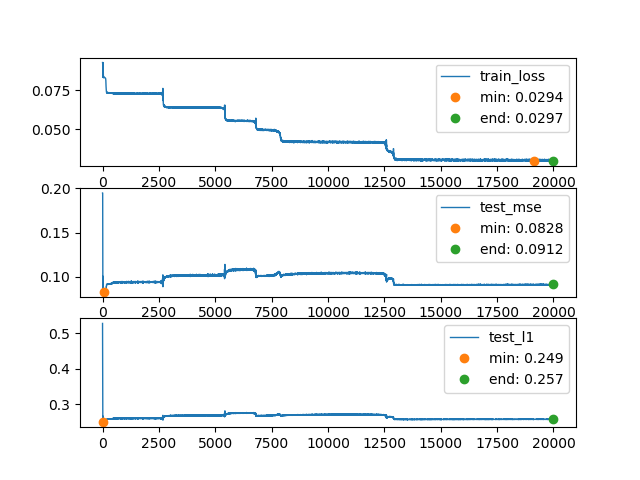 train_loss
min: 0.0294
end: 0.0297
0.075
0.050
0 2500 5000 7500 10000 12500 15000 17500 20000
test_mse
min: 0.0828
end: 0.0912
0.20
0.15
0.10
0 2500 5000 7500 10000 12500 15000 17500 20000
test_l1
min: 0.249
end: 0.257
0.5
0.4
0.3
0 2500 5000 7500 10000 12500 15000 17500 20000